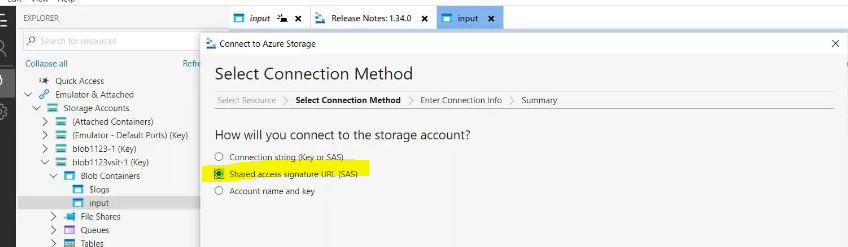 EXPLORER
Search for resources
Collapse all
Quick Access
Emulator & Attached
Storage Accounts
(Attached Containers)
(Emulator - Default Ports) (Key)
blob1123-1 (Key)
blob1123vsit-1 (Key)
Blob Containers
$logs
input
File Shares
Queues
Tables
input
Release Notes: 1.34.0
input
Connect to Azure Storage
Select Connection Method
Select Resource > Select Connection Method > Enter Connection Info > Summary
How will you connect to the storage account?
Connection string (Key or SAS)
Shared access signature URL (SAS)
Account name and key